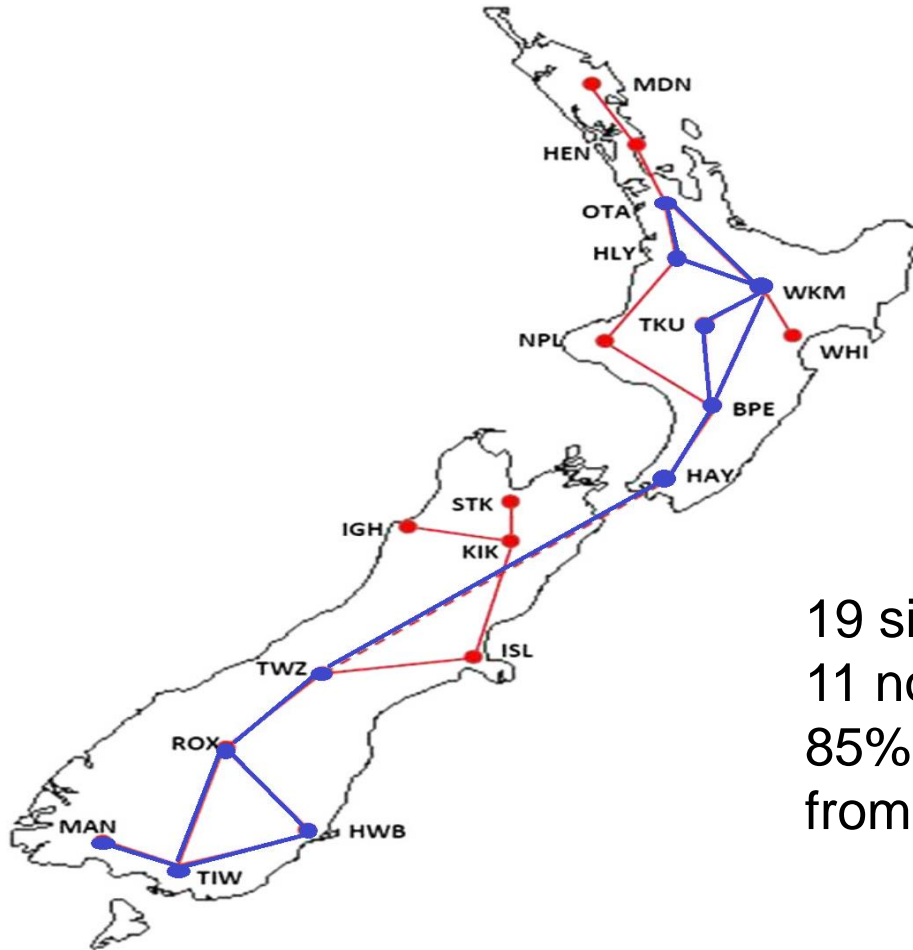 MDN
HEN
OTA
HLY
WKM
TKU
NPL
WHI
BPE
HAY
STK
IGH
KIK
ISL
TWZ
ROX
MAN
HWB
TIW
19 si
11 no
85%
from